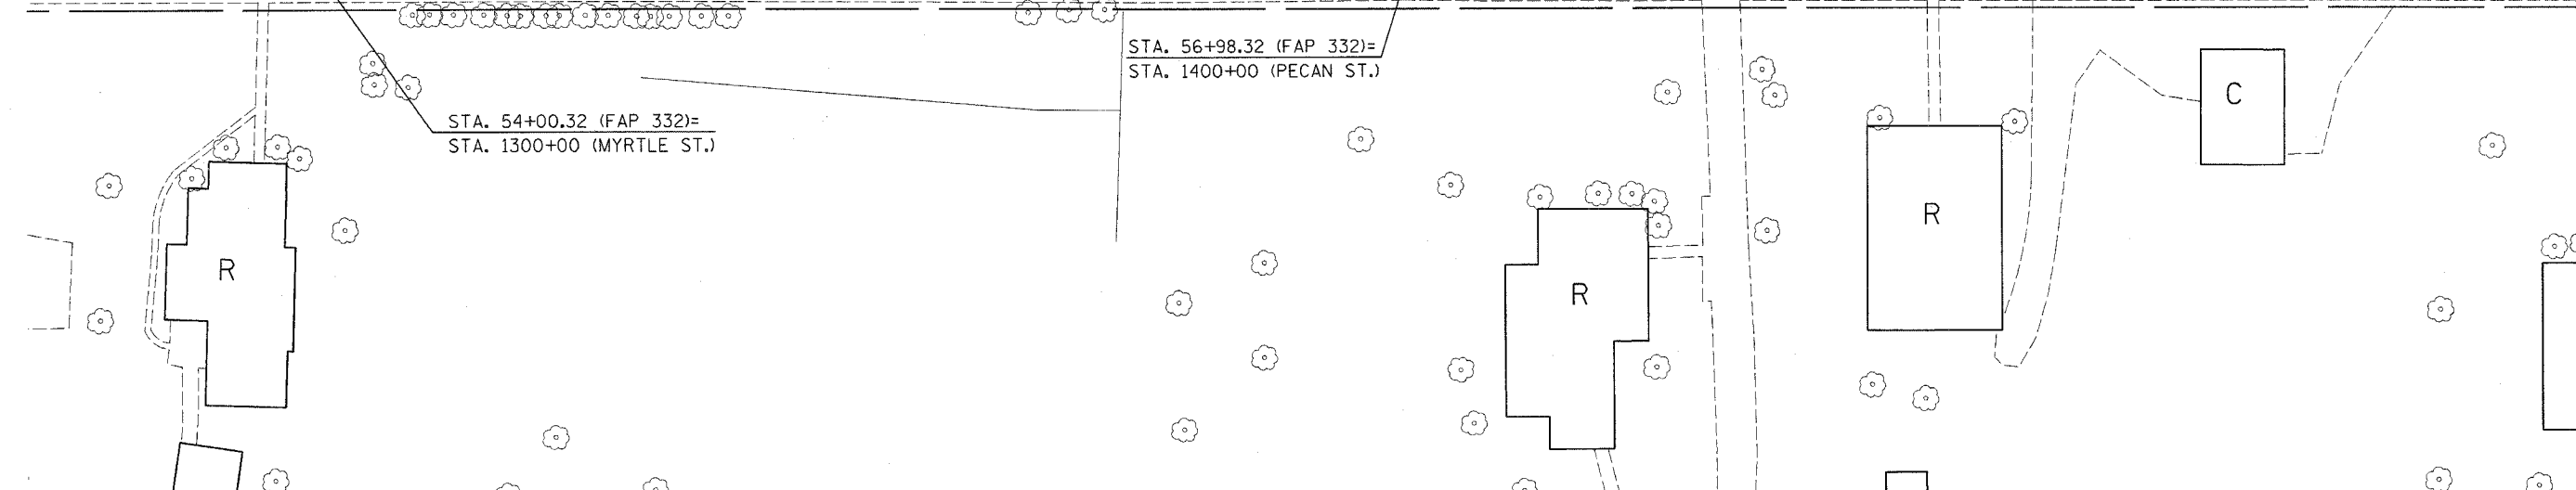 STA. 56+98.32 (FAP 332)=
STA. 1400+00 (PECAN ST.)
STA. 54+00.32 (FAP 332)=
STA. 1300+00 (MYRTLE ST.)
C
R
R
R